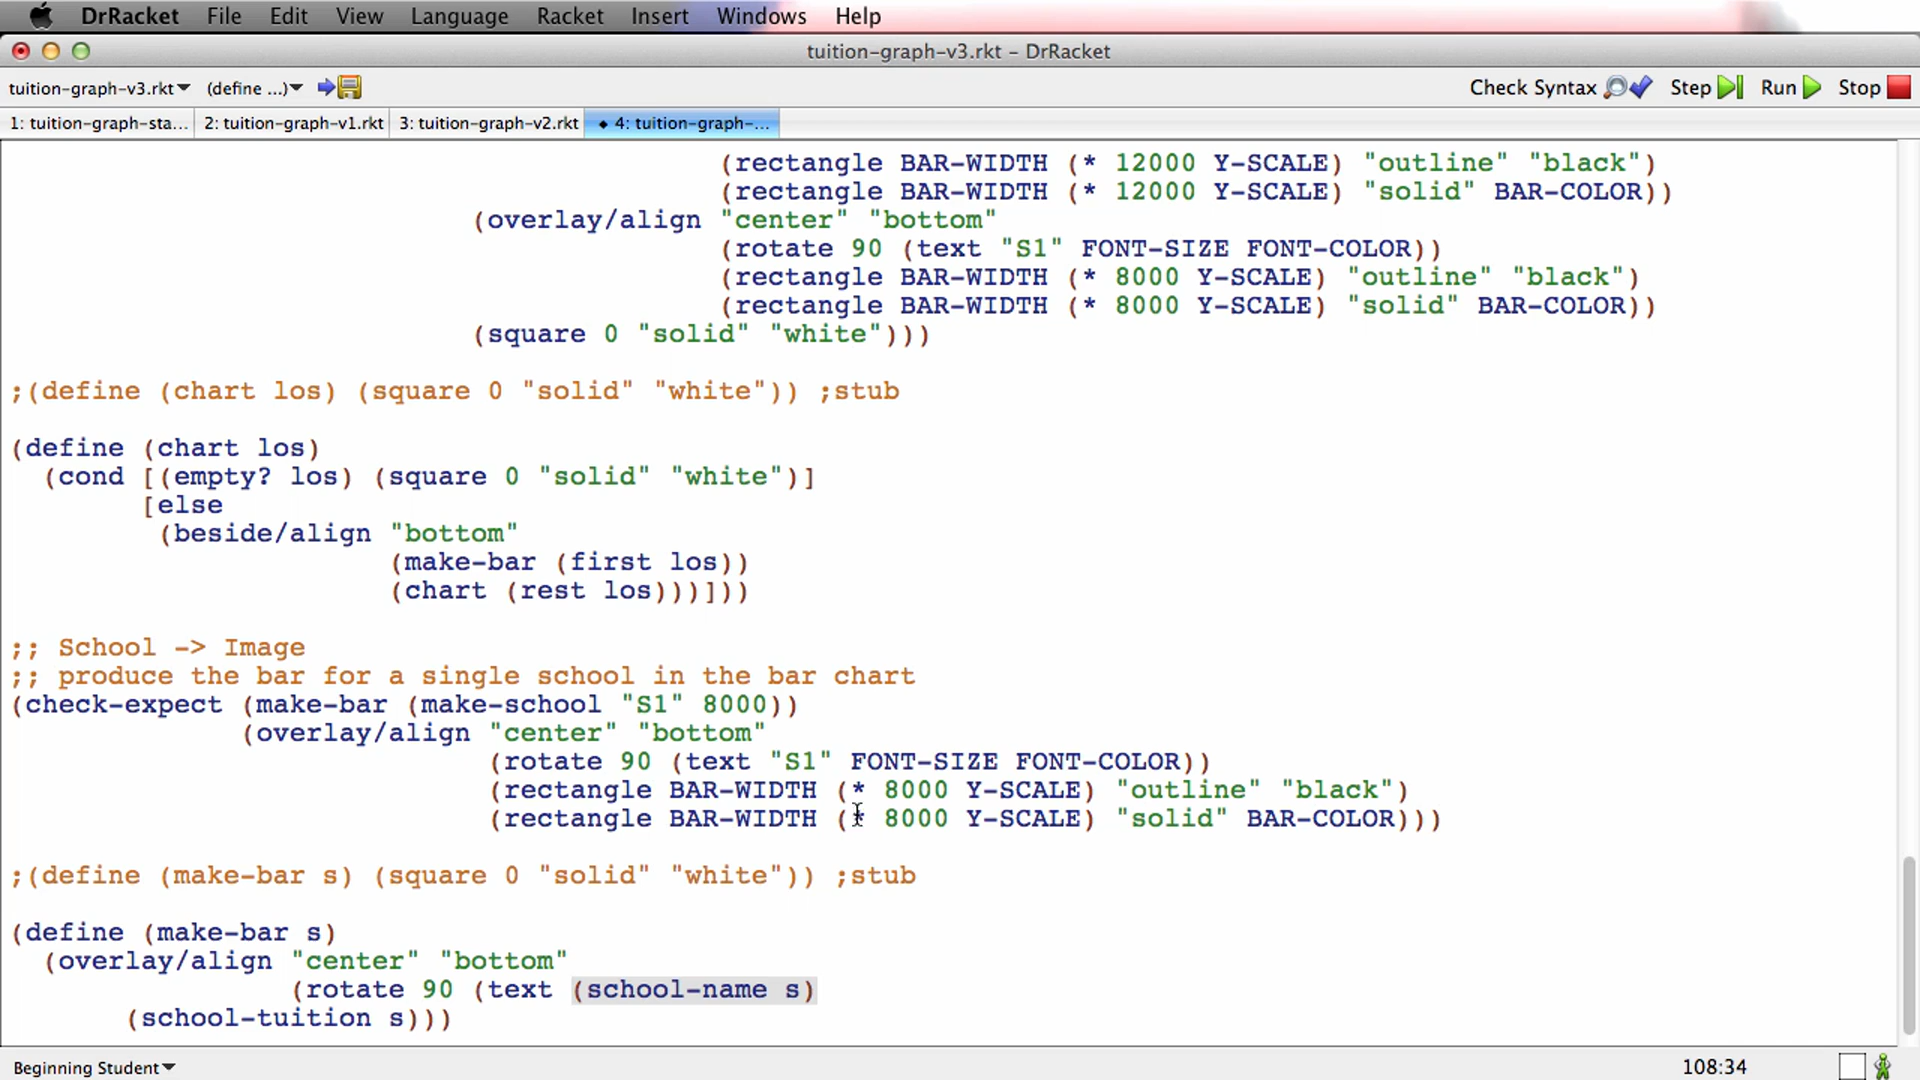 DrRacket File Edit View Language Racket Insert Windows Help
tuition-graph-v3.rkt - DrRacket
tuition-graph-v3.rkt▾ (define ...)▾ Check Syntax Step Run Stop
1: tuition-graph-sta... 2: tuition-graph-v1.rkt 3: tuition-graph-v2.rkt ◆ 4: tuition-graph-...
(rectangle BAR-WIDTH (* 12000 Y-SCALE) "outline" "black")
(rectangle BAR-WIDTH (* 12000 Y-SCALE) "solid" BAR-COLOR))
(overlay/align "center" "bottom"
(rotate 90 (text "S1" FONT-SIZE FONT-COLOR))
(rectangle BAR-WIDTH (* 8000 Y-SCALE) "outline" "black")
(rectangle BAR-WIDTH (* 8000 Y-SCALE) "solid" BAR-COLOR))
(square 0 "solid" "white")))
;(define (chart los) (square 0 "solid" "white")) ;stub
(define (chart los)
(cond [(empty? los) (square 0 "solid" "white")]
[else
(beside/align "bottom"
(make-bar (first los))
(chart (rest los)))]))
;; School -> Image
;; produce the bar for a single school in the bar chart
(check-expect (make-bar (make-school "S1" 8000))
(overlay/align "center" "bottom"
(rotate 90 (text "S1" FONT-SIZE FONT-COLOR))
(rectangle BAR-WIDTH (* 8000 Y-SCALE) "outline" "black")
(rectangle BAR-WIDTH (* 8000 Y-SCALE) "solid" BAR-COLOR)))
;(define (make-bar s) (square 0 "solid" "white")) ;stub
(define (make-bar s)
(overlay/align "center" "bottom"
(rotate 90 (text (school-name s)
(school-tuition s)))
Beginning Student▾ 108:34